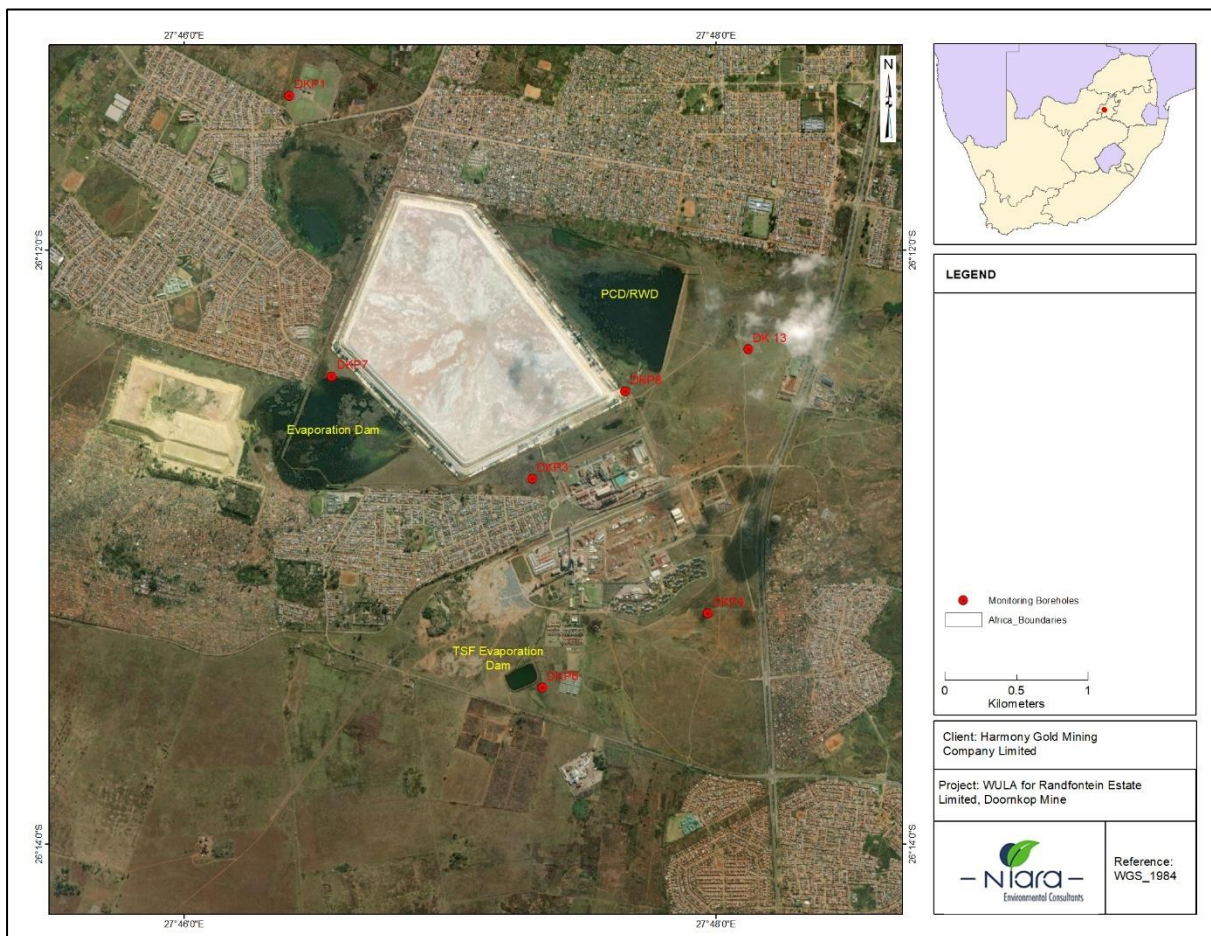 27°46'0"E
27°48'0"E
DKP1
N
26°12'0"S
26°12'0"S
PCD/RWD
DK 13
DKP7
Evaporation Dam
DKP3
TSF Evaporation
Dam
26°14'0"S
26°14'0"S
27°46'0"E
27°48'0"E
LEGEND
Monitoring Boreholes
Africa_Boundaries
0 0.5 1
Kilometers
Client: Harmony Gold Mining
Company Limited
Project: WULA for Randfontein Estate
Limited, Doornkop Mine
NIara
Environmental Consultants
Reference:
WGS_1984